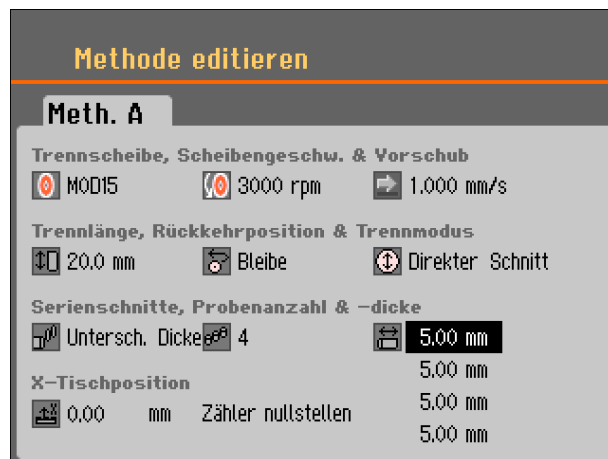 Methode editieren
Meth. A
Trennscheibe, Scheibengeschw. & Vorschub
MOD15 3000 rpm 1.000 mm/s
Trennlänge, Rückkehrposition & Trennmodus
20.0 mm Bleibe Direkter Schnitt
Serienschnitte, Probenanzahl & -dicke
Untersch. Dicke 4 5.00 mm
5.00 mm
X-Tischposition
5.00 mm
0.00 mm Zähler nullstellen
5.00 mm